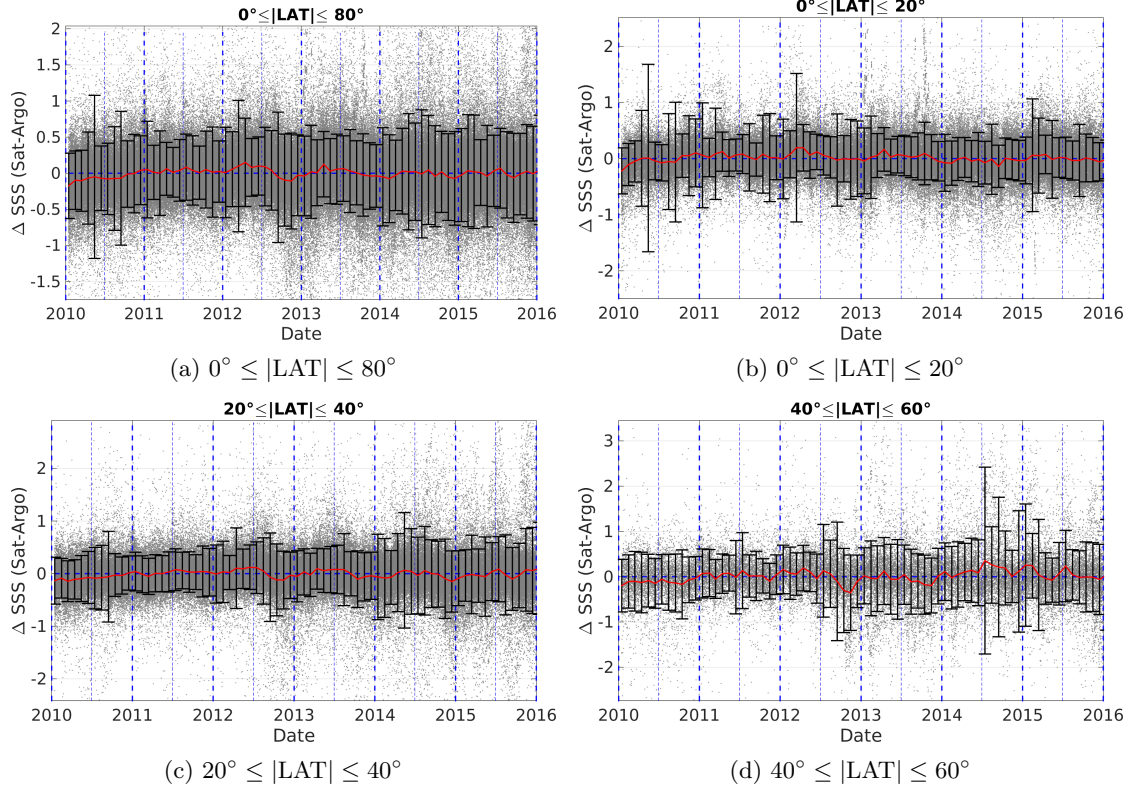 0°≤|LAT|≤ 80°
2
1.5
1
0.5
0
-0.5
-1
-1.5
Δ SSS (Sat-Argo)
2010 2011 2012 2013 2014 2015 2016
Date
(a) 0° ≤ |LAT| ≤ 80°
0°≤|LAT|≤ 20°
2
1
0
-1
-2
Δ SSS (Sat-Argo)
2010 2011 2012 2013 2014 2015 2016
Date
(b) 0° ≤ |LAT| ≤ 20°
20°≤|LAT|≤ 40°
2
1
0
-1
-2
Δ SSS (Sat-Argo)
2010 2011 2012 2013 2014 2015 2016
Date
(c) 20° ≤ |LAT| ≤ 40°
40°≤|LAT|≤ 60°
3
2
1
0
-1
-2
Δ SSS (Sat-Argo)
2010 2011 2012 2013 2014 2015 2016
Date
(d) 40° ≤ |LAT| ≤ 60°